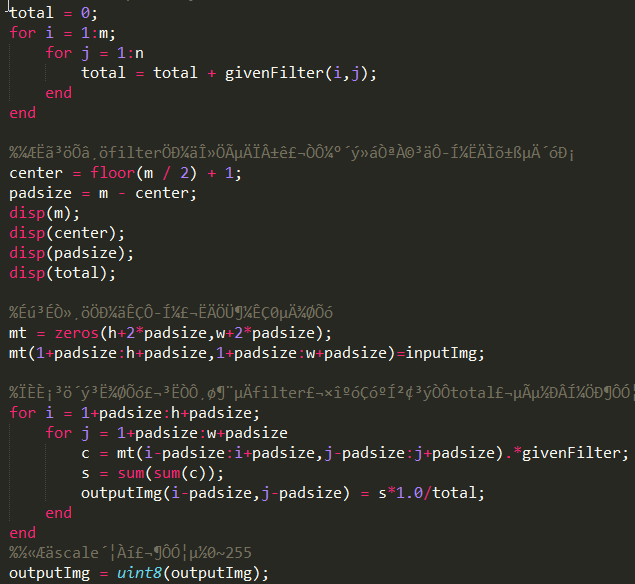 total = 0;
for i = 1:m;
for j = 1:n
total = total + givenFilter(i,j);
end
end
%¼ÆËã³öÕâ¸öfilterÖÐ¼äÎ»ÖÃµÄÏÂ±ê£¬ÒÔ¼°´ý»áÒªÀ©³äÔ­Í¼ËÄÌõ±ßµÄ´óÐ¡
center = floor(m / 2) + 1;
padsize = m - center;
disp(m);
disp(center);
disp(padsize);
disp(total);
%Éú³ÉÒ»¸öÖÐ¼äÊÇÔ­Í¼£¬ËÄÖÜ¶¼ÊÇ0µÄ¾ØÕó
mt = zeros(h+2*padsize,w+2*padsize);
mt(1+padsize:h+padsize,1+padsize:w+padsize)=inputImg;
%ÏÈÈ¡³ö´ý³Ë¾ØÕó£¬³ËÒÔ¸ø¶¨µÄfilter£¬×îºóÇóºÍ²¢³ýÒÔtotal£¬µÃµ½ÐÂÍ¼ÖÐ¶ÔÓ¦
for i = 1+padsize:h+padsize;
for j = 1+padsize:w+padsize
c = mt(i-padsize:i+padsize,j-padsize:j+padsize).*givenFilter;
s = sum(sum(c));
outputImg(i-padsize,j-padsize) = s*1.0/total;
end
end
%½«Æäscale´¦Àí£¬¶ÔÓ¦µ½0~255
outputImg = uint8(outputImg);